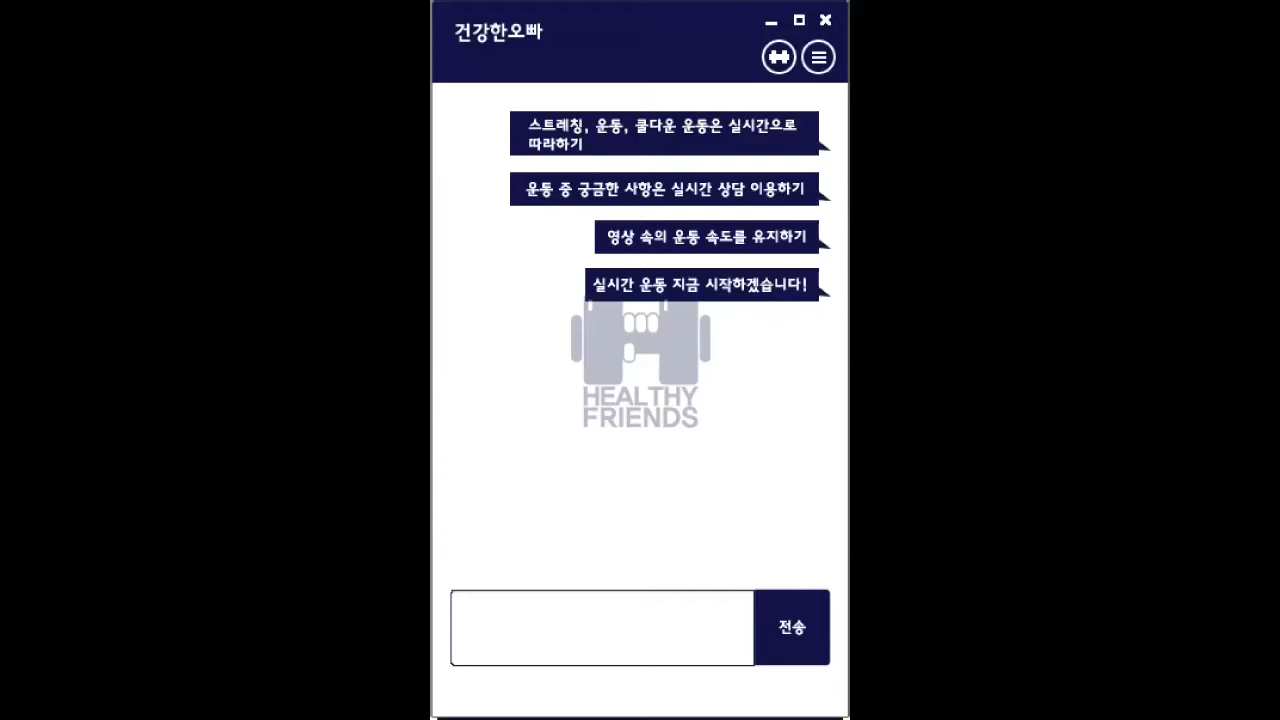 건강한오빠
스트레칭, 운동, 쿨다운 운동은 실시간으로
따라하기
운동 중 궁금한 사항은 실시간 상담 이용하기
영상 속의 운동 속도를 유지하기
실시간 운동 지금 시작하겠습니다!
HEALTHY
FRIENDS
전송